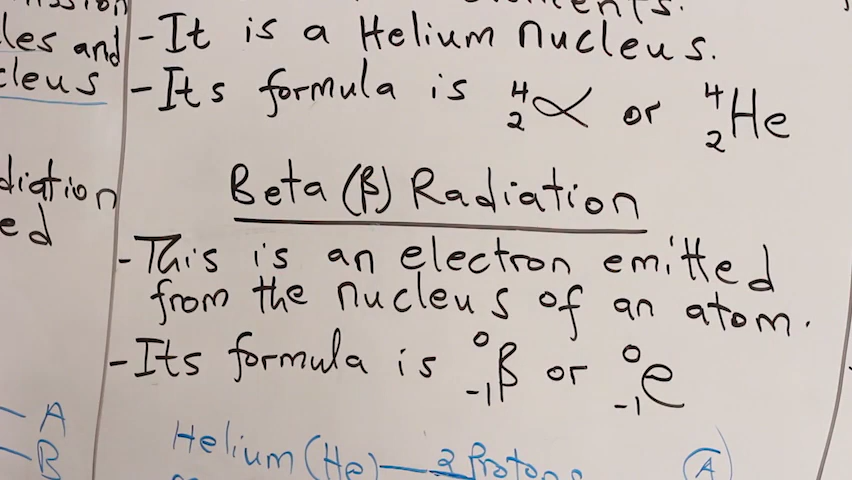 les and
cleus
diation
ed
- It is a Helium nucleus.
- Its formula is ⁴₂α or ⁴₂He
Beta (β) Radiation
- This is an electron emitted
from the nucleus of an atom.
- Its formula is ⁰₋₁β or ⁰₋₁e
A
B
Helium (He) — 2 Protons
A